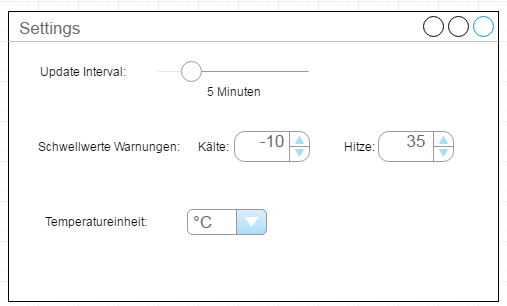 Settings
Update Interval:
5 Minuten
Schwellwerte Warnungen: Kälte: -10 Hitze: 35
Temperatureinheit: °C